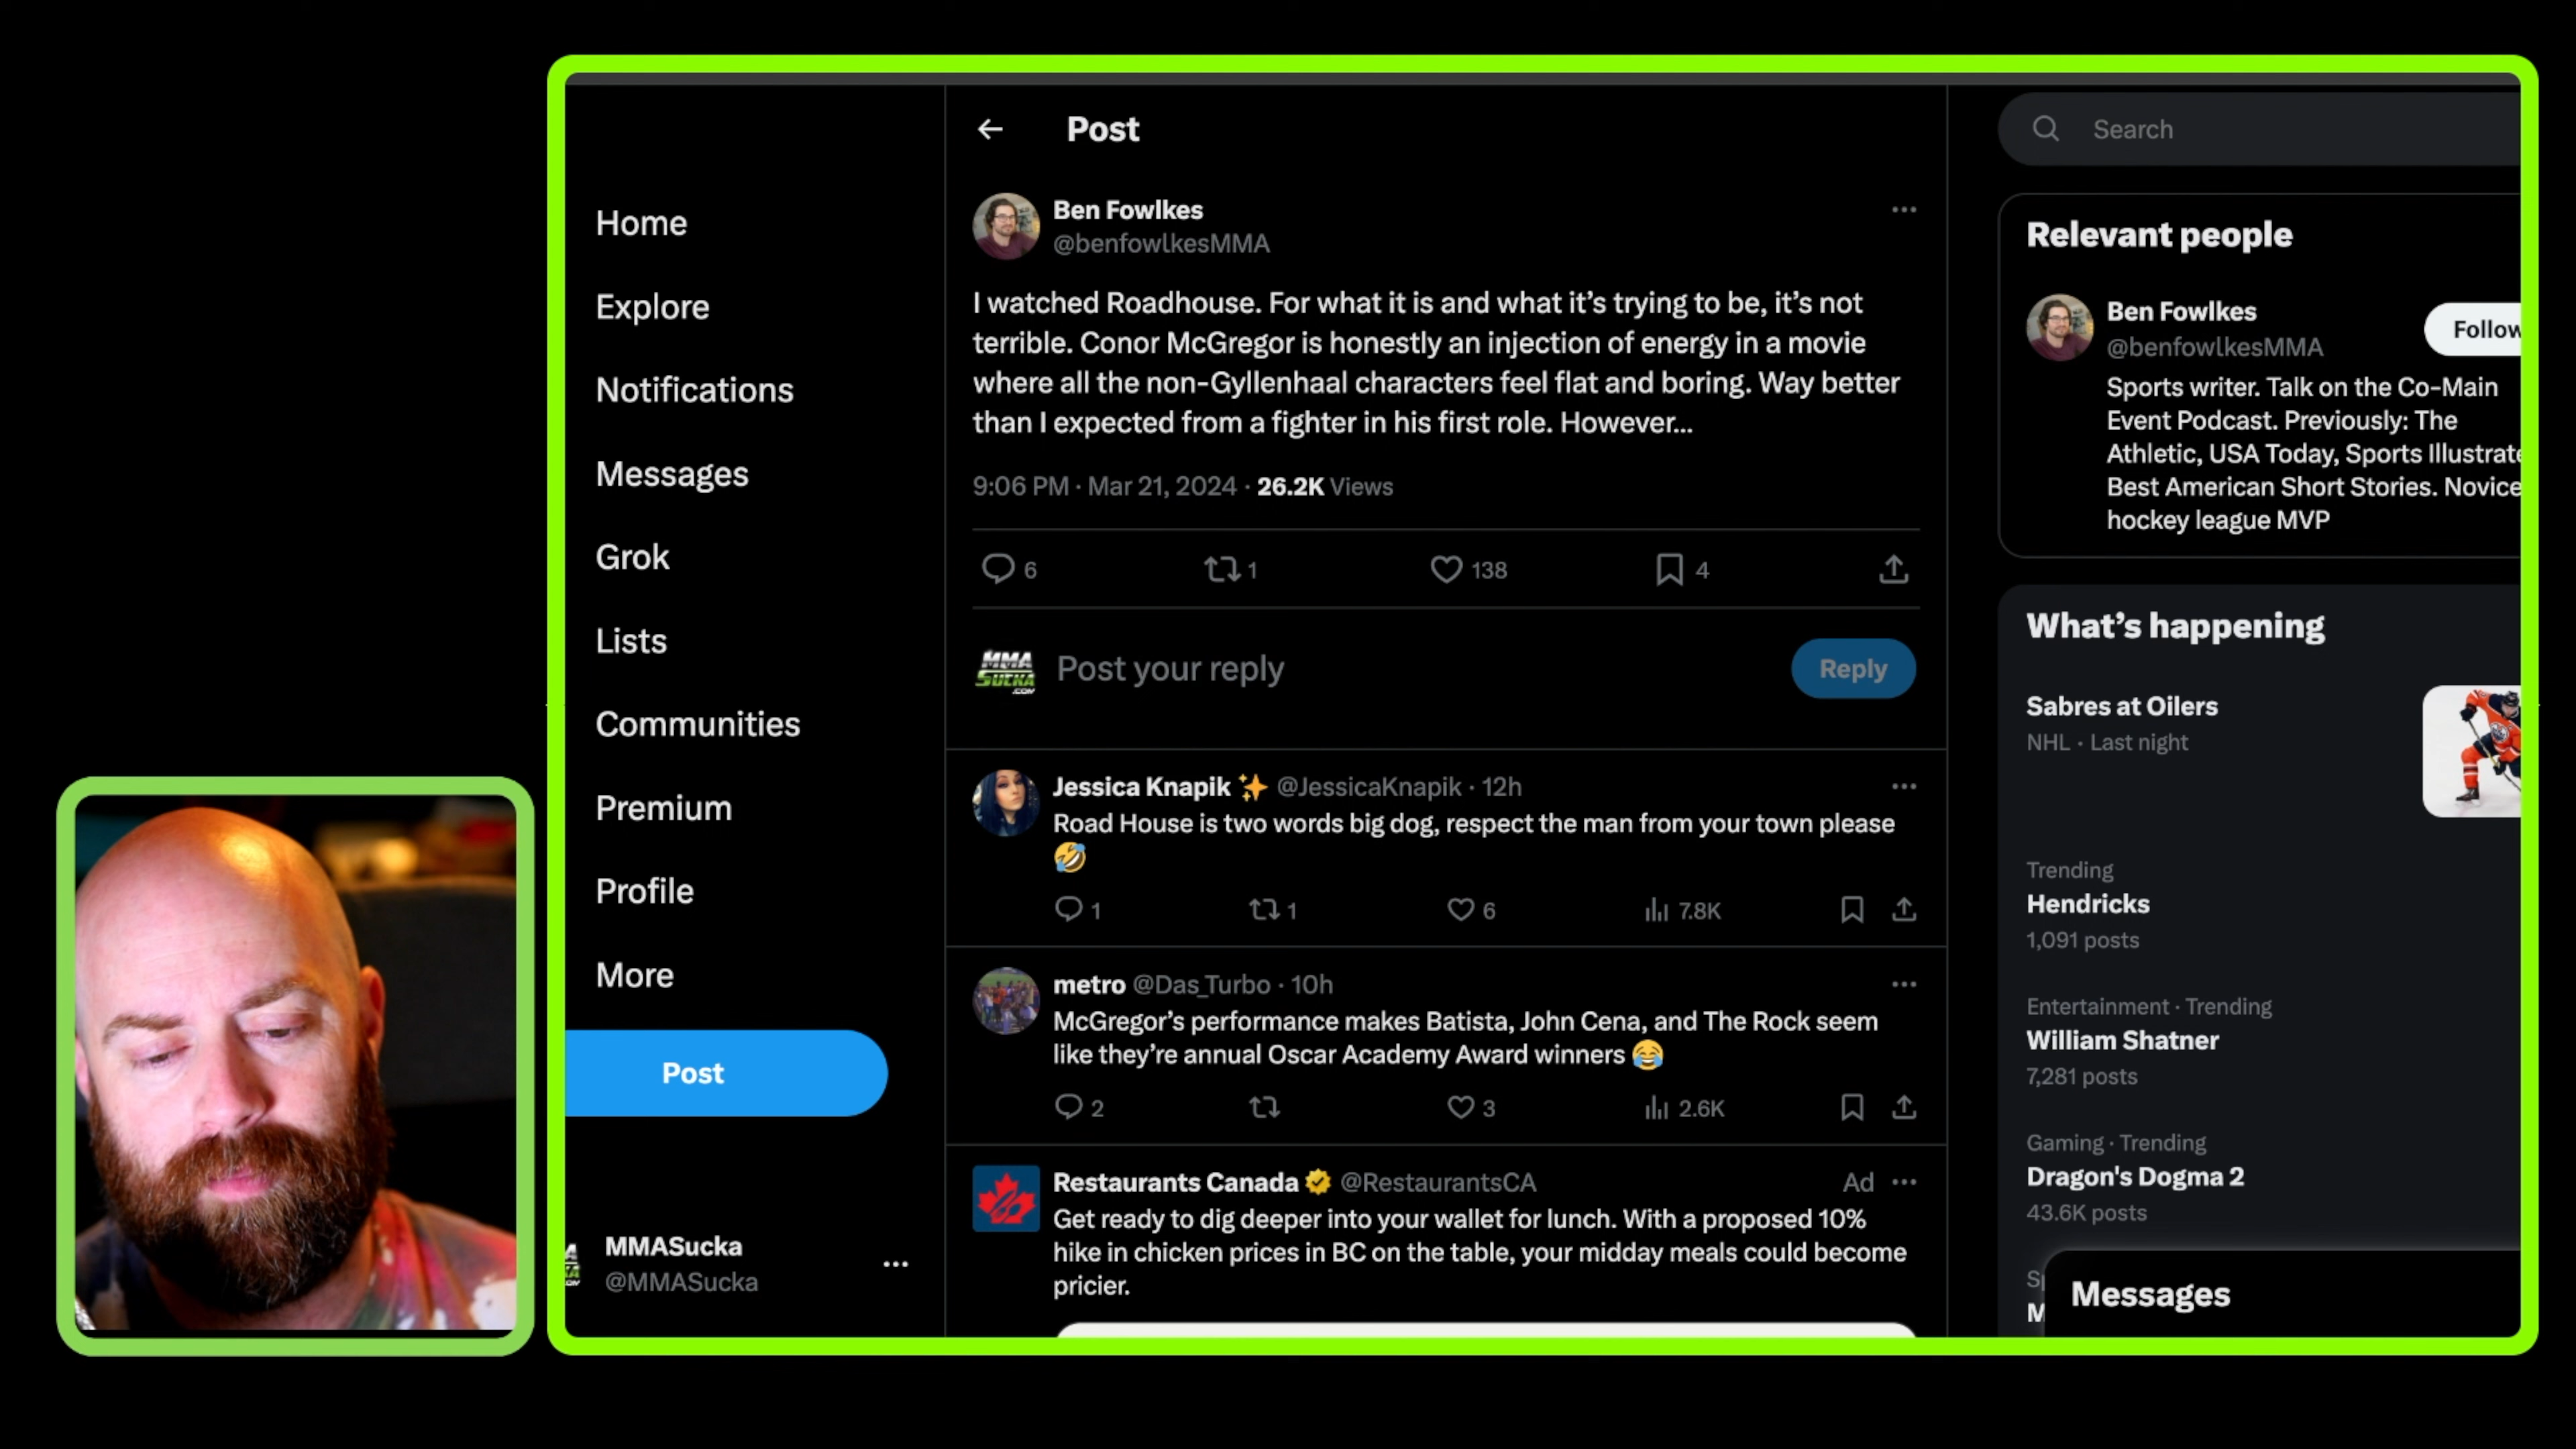 Home
Explore
Notifications
Messages
Grok
Lists
Communities
Premium
Profile
More
Post
MMASucka
@MMASucka
Post
Ben Fowlkes
@benfowlkesMMA
I watched Roadhouse. For what it is and what it’s trying to be, it’s not
terrible. Conor McGregor is honestly an injection of energy in a movie
where all the non-Gyllenhaal characters feel flat and boring. Way better
than I expected from a fighter in his first role. However...
9:06 PM · Mar 21, 2024 · 26.2K Views
6 1 138 4
MMA
SUCKA
.COM
Post your reply
Reply
Jessica Knapik ✨ @JessicaKnapik · 12h
Road House is two words big dog, respect the man from your town please
🤣
1 1 6 7.8K
metro @Das_Turbo · 10h
McGregor’s performance makes Batista, John Cena, and The Rock seem
like they’re annual Oscar Academy Award winners 😂
2 3 2.6K
Restaurants Canada @RestaurantsCA Ad
Get ready to dig deeper into your wallet for lunch. With a proposed 10%
hike in chicken prices in BC on the table, your midday meals could become
pricier.
Search
Relevant people
Ben Fowlkes
@benfowlkesMMA
Follow
Sports writer. Talk on the Co-Main
Event Podcast. Previously: The
Athletic, USA Today, Sports Illustrate
Best American Short Stories. Novice
hockey league MVP
What’s happening
Sabres at Oilers
NHL · Last night
Trending
Hendricks
1,091 posts
Entertainment · Trending
William Shatner
7,281 posts
Gaming · Trending
Dragon's Dogma 2
43.6K posts
Messages